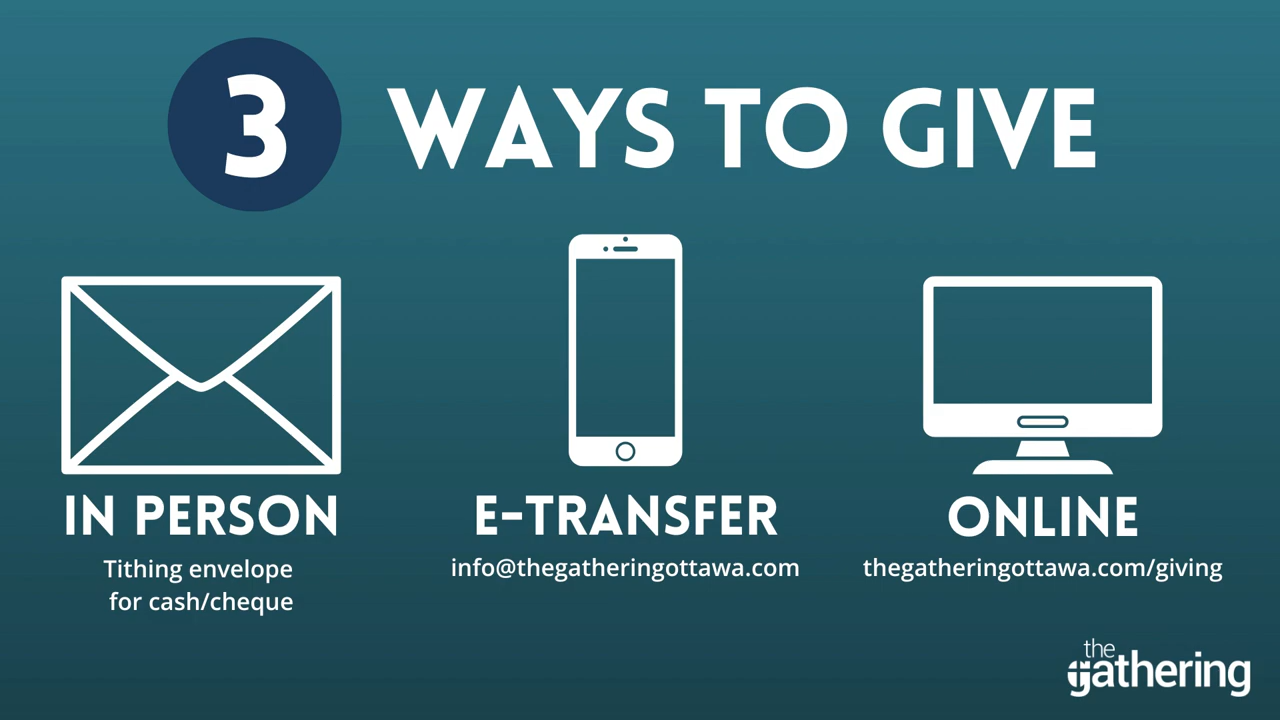 3 WAYS TO GIVE
IN PERSON
Tithing envelope
for cash/cheque
E-TRANSFER
info@thegatheringottawa.com
ONLINE
thegatheringottawa.com/giving
the
gathering